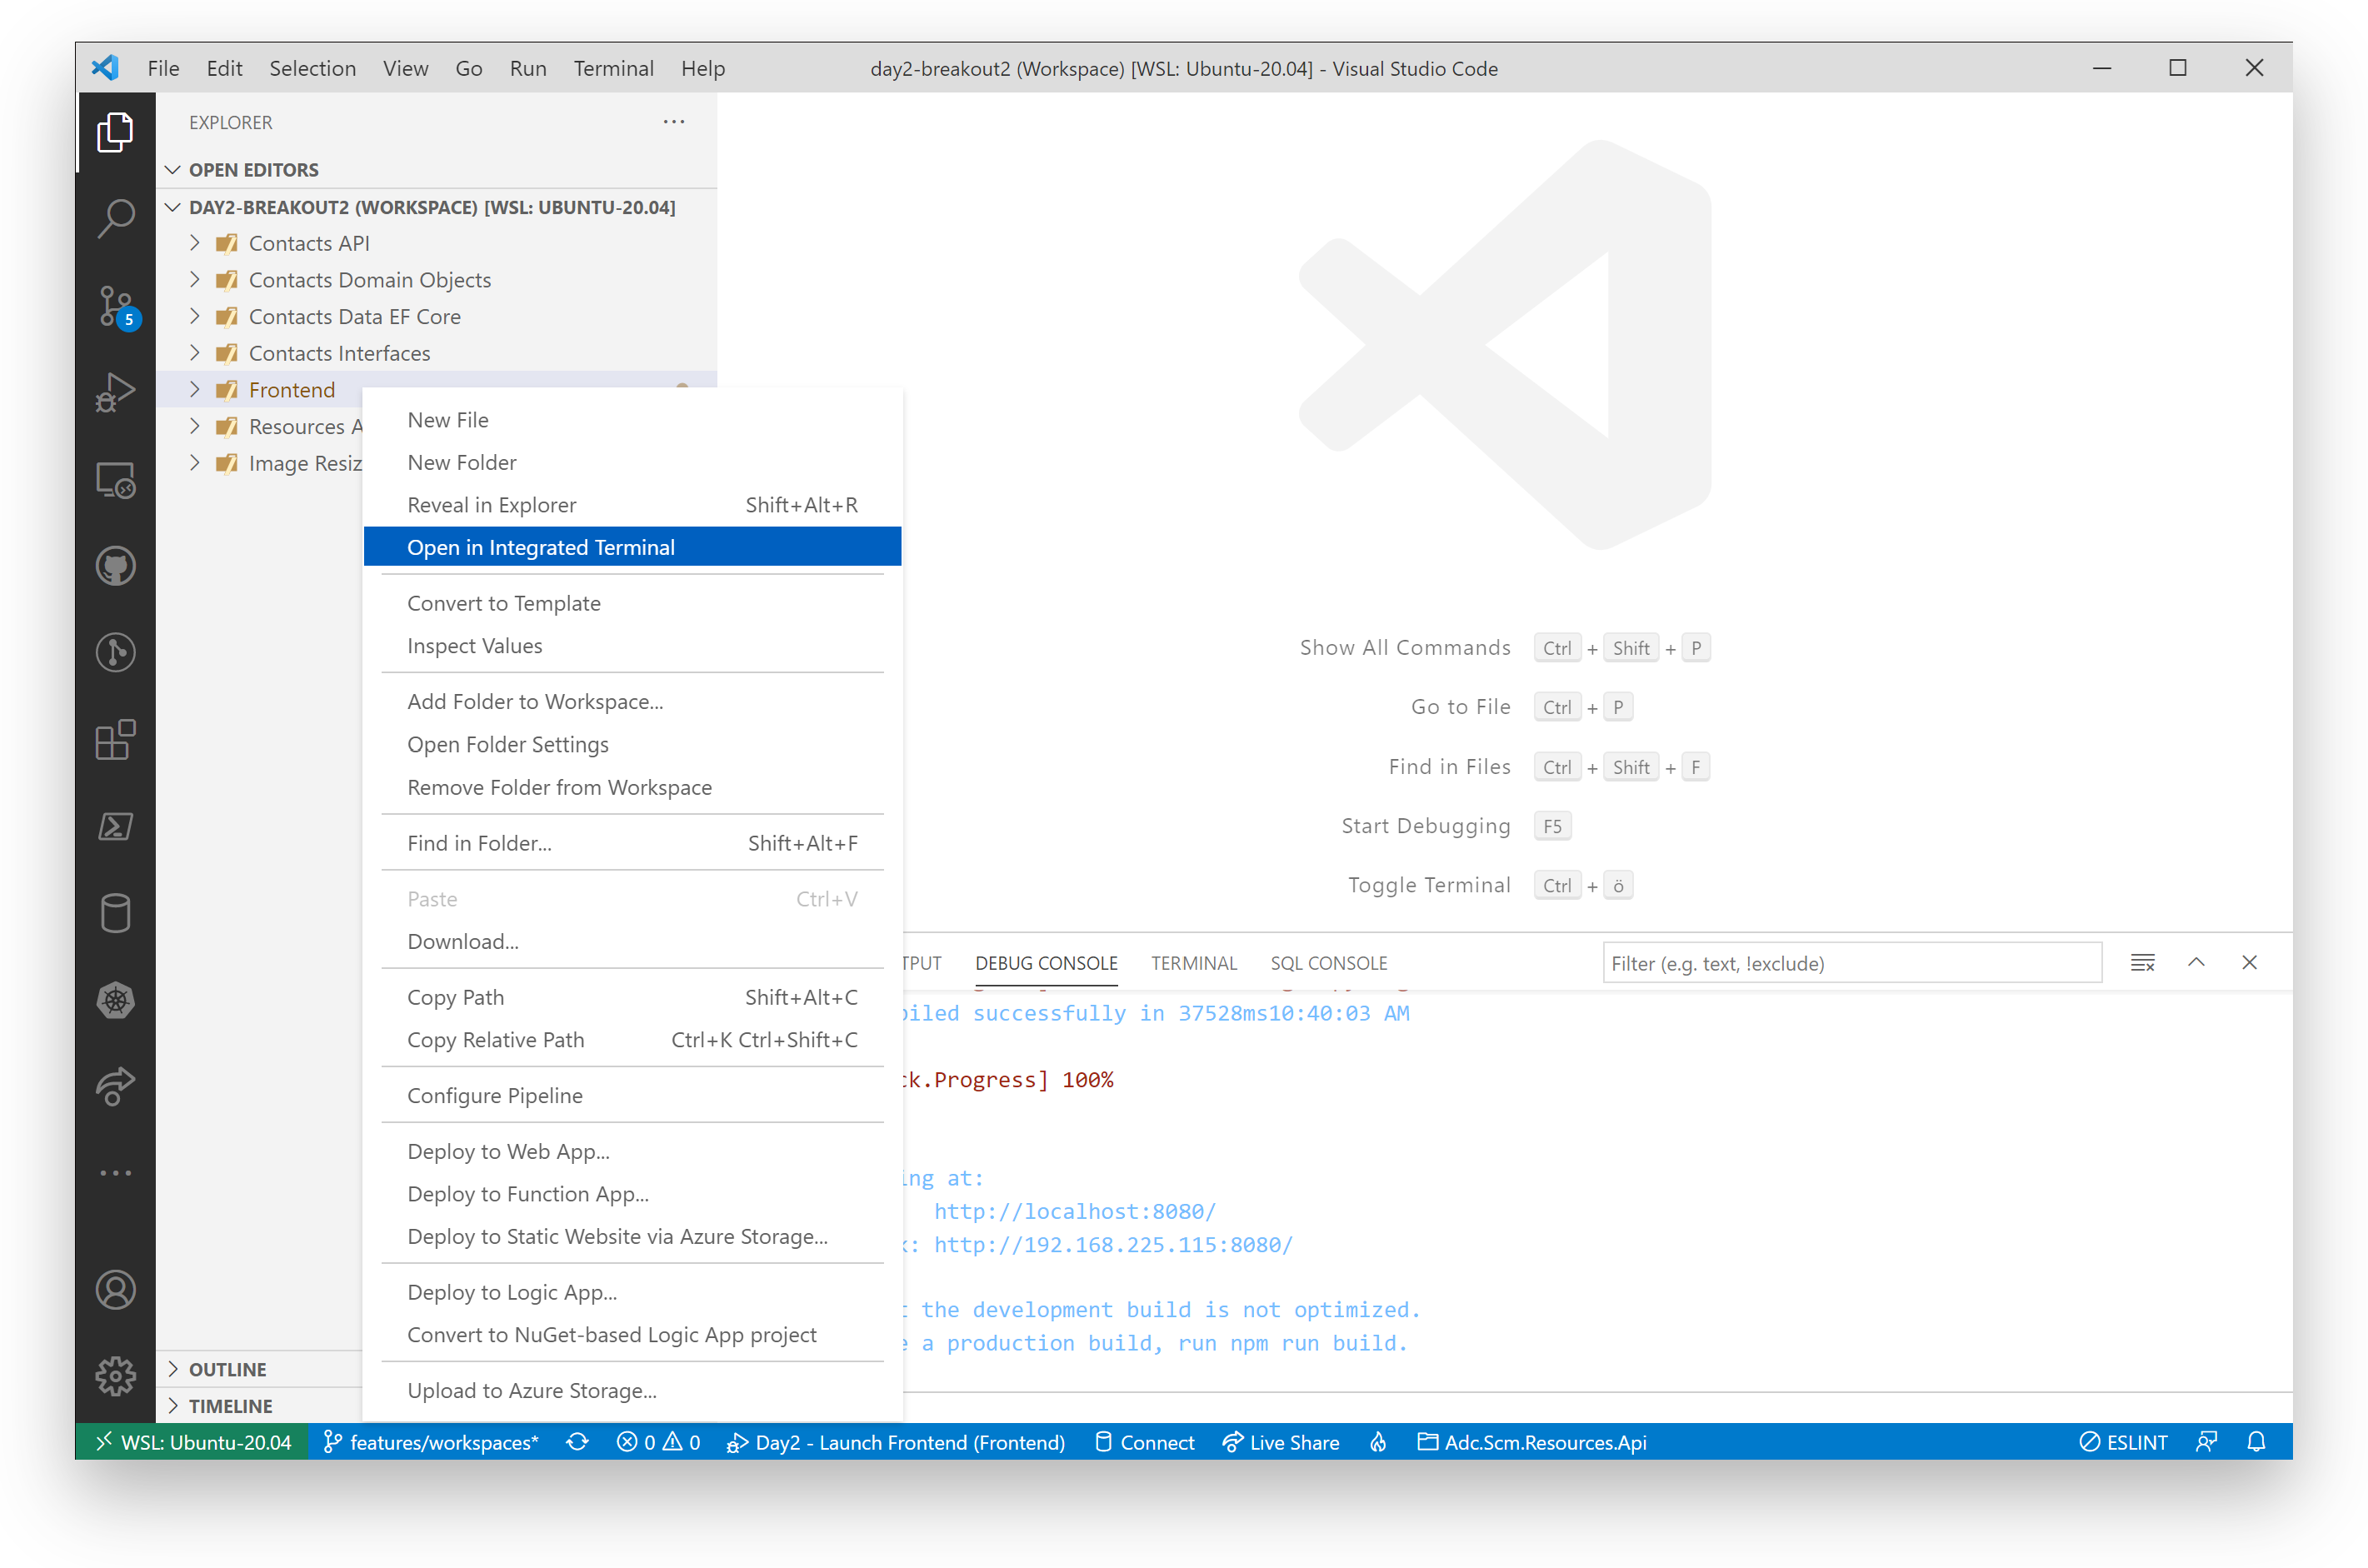 File Edit Selection View Go Run Terminal Help
day2-breakout2 (Workspace) [WSL: Ubuntu-20.04] - Visual Studio Code
EXPLORER
OPEN EDITORS
DAY2-BREAKOUT2 (WORKSPACE) [WSL: UBUNTU-20.04]
Contacts API
Contacts Domain Objects
Contacts Data EF Core
Contacts Interfaces
Frontend
Resources A
Image Resiz
5
New File
New Folder
Reveal in Explorer Shift+Alt+R
Open in Integrated Terminal
Convert to Template
Inspect Values
Add Folder to Workspace...
Open Folder Settings
Remove Folder from Workspace
Find in Folder... Shift+Alt+F
Paste Ctrl+V
Download...
Copy Path Shift+Alt+C
Copy Relative Path Ctrl+K Ctrl+Shift+C
Configure Pipeline
Deploy to Web App...
Deploy to Function App...
Deploy to Static Website via Azure Storage...
Deploy to Logic App...
Convert to NuGet-based Logic App project
Upload to Azure Storage...
Show All Commands Ctrl + Shift + P
Go to File Ctrl + P
Find in Files Ctrl + Shift + F
Start Debugging F5
Toggle Terminal Ctrl + ö
TPUT DEBUG CONSOLE TERMINAL SQL CONSOLE
Filter (e.g. text, !exclude)
piled successfully in 37528ms10:40:03 AM
ck.Progress] 100%
ing at:
http://localhost:8080/
k: http://192.168.225.115:8080/
t the development build is not optimized.
e a production build, run npm run build.
OUTLINE
TIMELINE
WSL: Ubuntu-20.04 features/workspaces* 0 0 Day2 - Launch Frontend (Frontend) Connect Live Share Adc.Scm.Resources.Api ESLINT